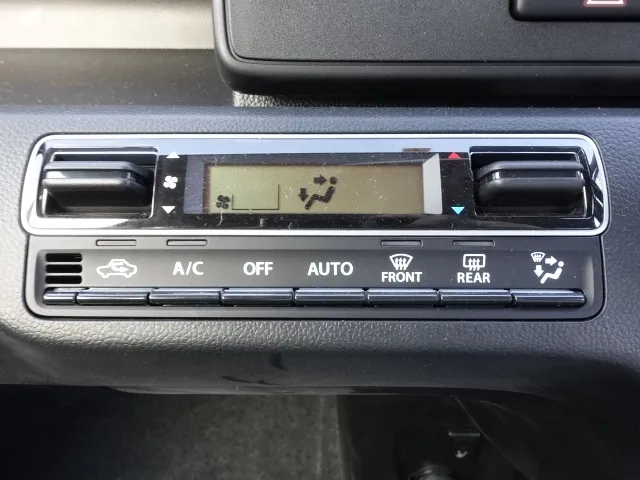 A/C OFF AUTO FRONT REAR